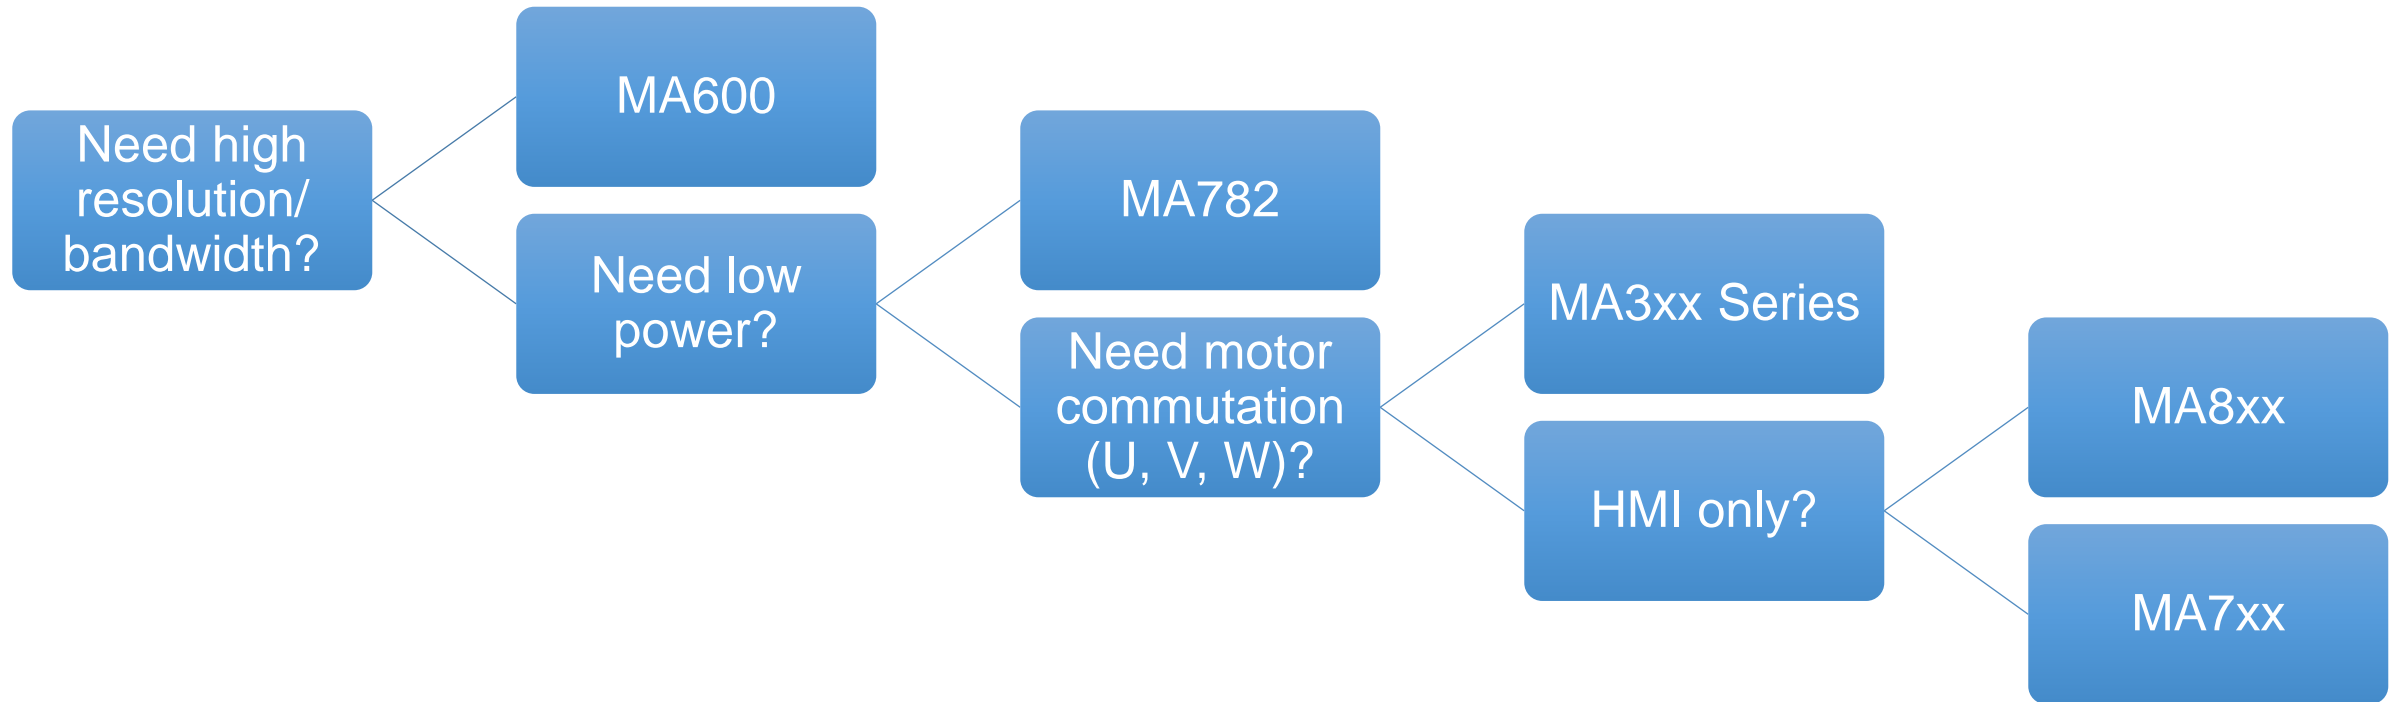 Need high
resolution/
bandwidth?
MA600
Need low
power?
MA782
Need motor
commutation
(U, V, W)?
MA3xx Series
HMI only?
MA8xx
MA7xx